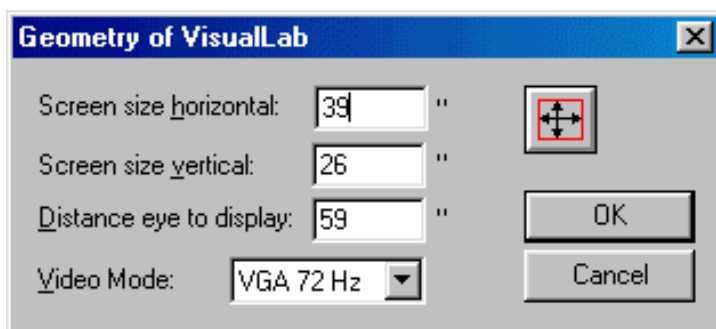 Geometry of VisualLab
Screen size horizontal: 39 "
Screen size vertical: 26 "
Distance eye to display: 59 "
OK
Video Mode: VGA 72 Hz
Cancel